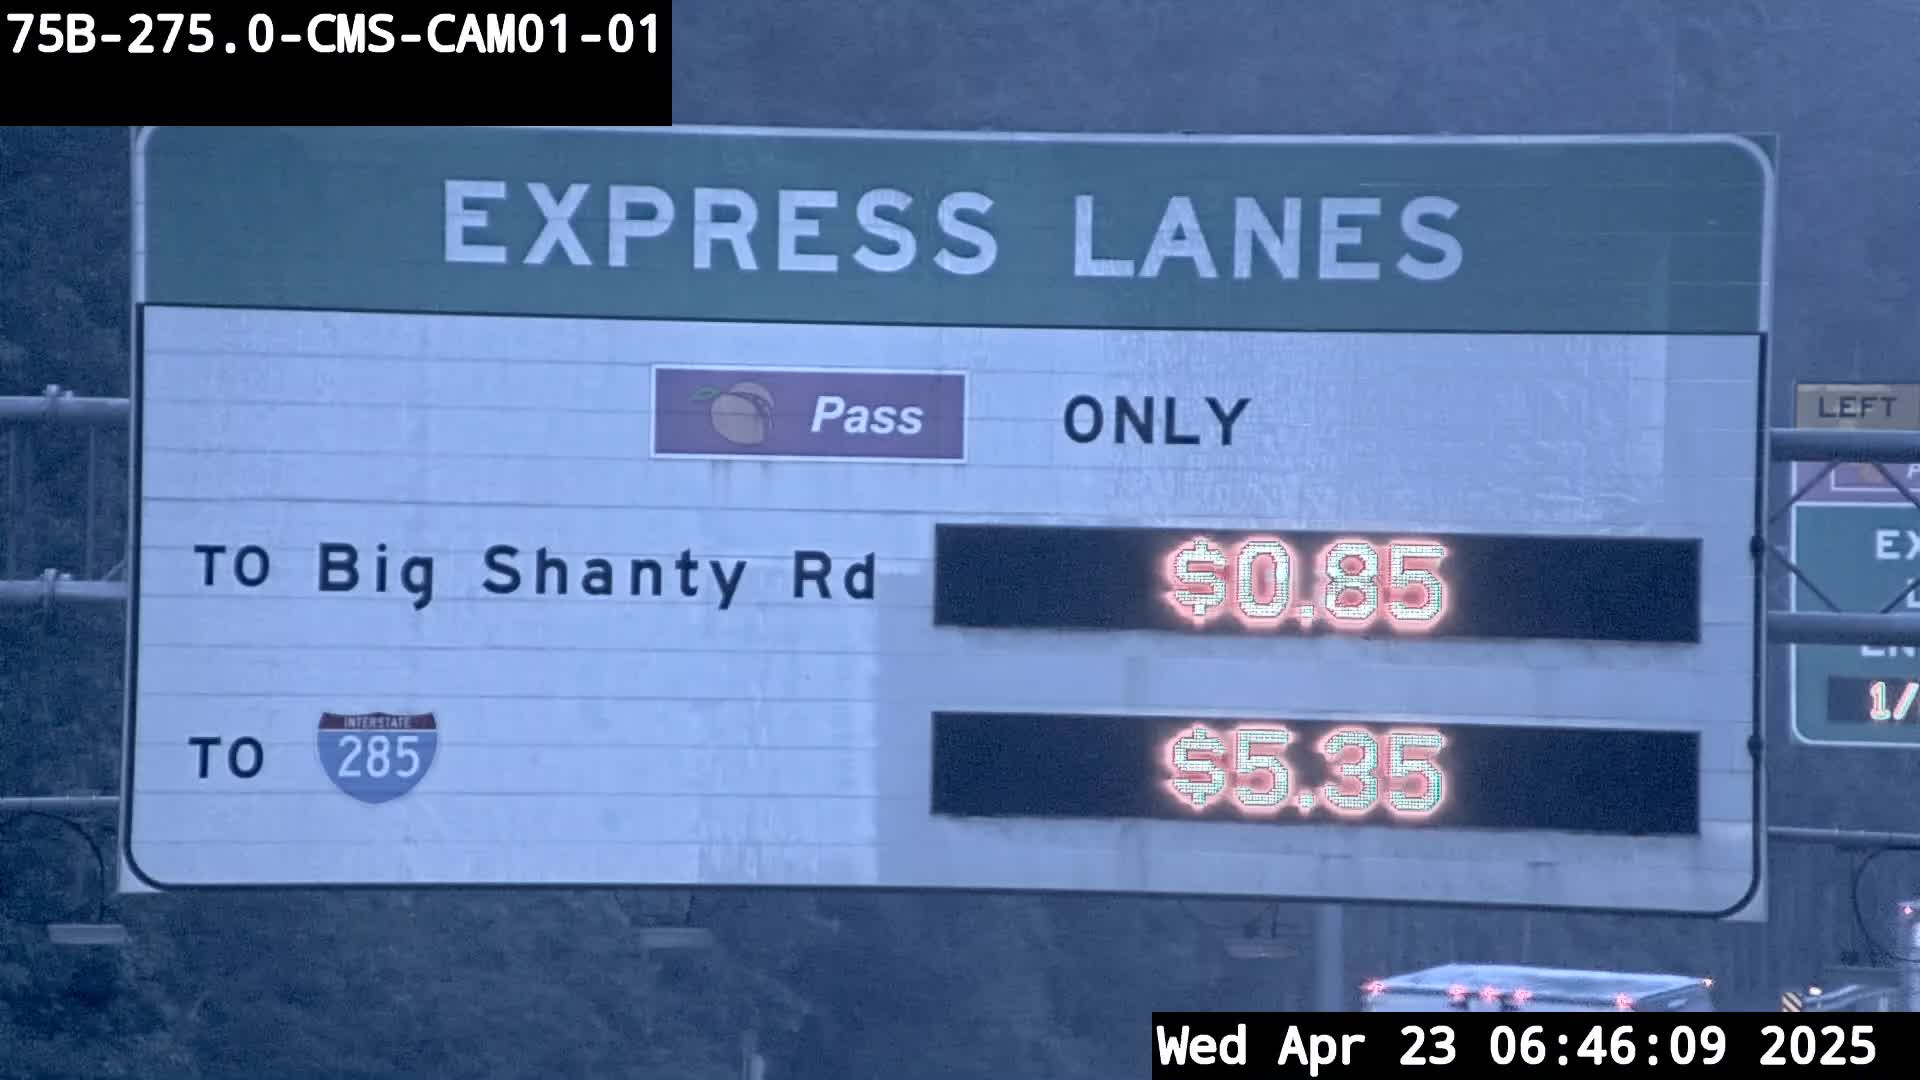 75B-275.0-CMS-CAM01-01
EXPRESS LANES
Pass ONLY
LEFT
TO Big Shanty Rd $0.85
INTERSTATE
TO 285 $5.35
1/
Wed Apr 23 06:46:09 2025